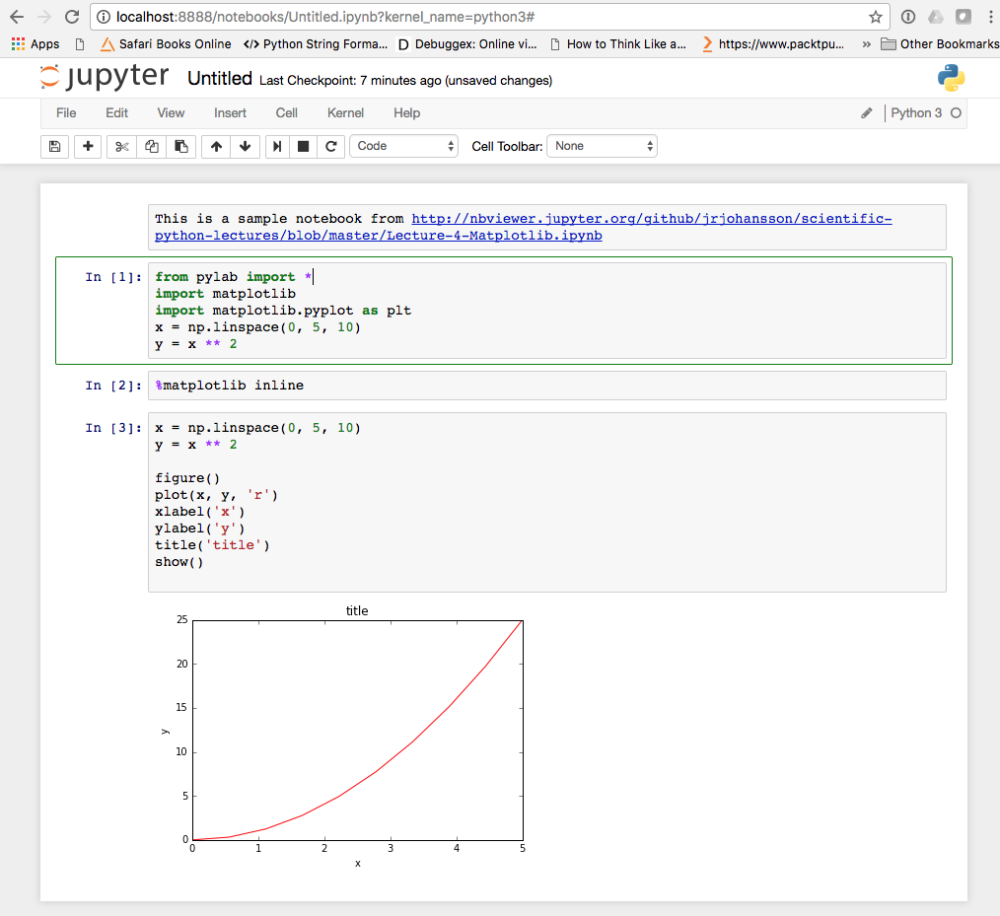 localhost:8888/notebooks/Untitled.ipynb?kernel_name=python3#
Apps Safari Books Online </> Python String Forma... D Debuggex: Online vi... How to Think Like a... https://www.packtpu... » Other Bookmarks
jupyter Untitled Last Checkpoint: 7 minutes ago (unsaved changes)
File Edit View Insert Cell Kernel Help Python 3
Code Cell Toolbar: None
This is a sample notebook from http://nbviewer.jupyter.org/github/jrjohansson/scientific-
python-lectures/blob/master/Lecture-4-Matplotlib.ipynb
In [1]: from pylab import *
import matplotlib
import matplotlib.pyplot as plt
x = np.linspace(0, 5, 10)
y = x ** 2
In [2]: %matplotlib inline
In [3]: x = np.linspace(0, 5, 10)
y = x ** 2
figure()
plot(x, y, 'r')
xlabel('x')
ylabel('y')
title('title')
show()
title
25
20
15
y
10
5
0
0 1 2 3 4 5
x